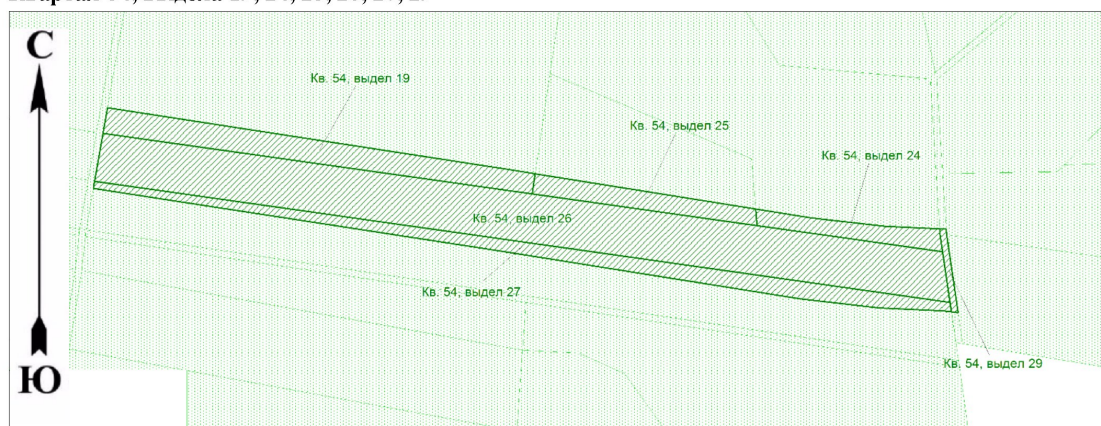 С
Кв. 54, выдел 19
Кв. 54, выдел 25
Кв. 54, выдел 24
Кв. 54, выдел 26
Кв. 54, выдел 27
Кв. 54, выдел 29
Ю